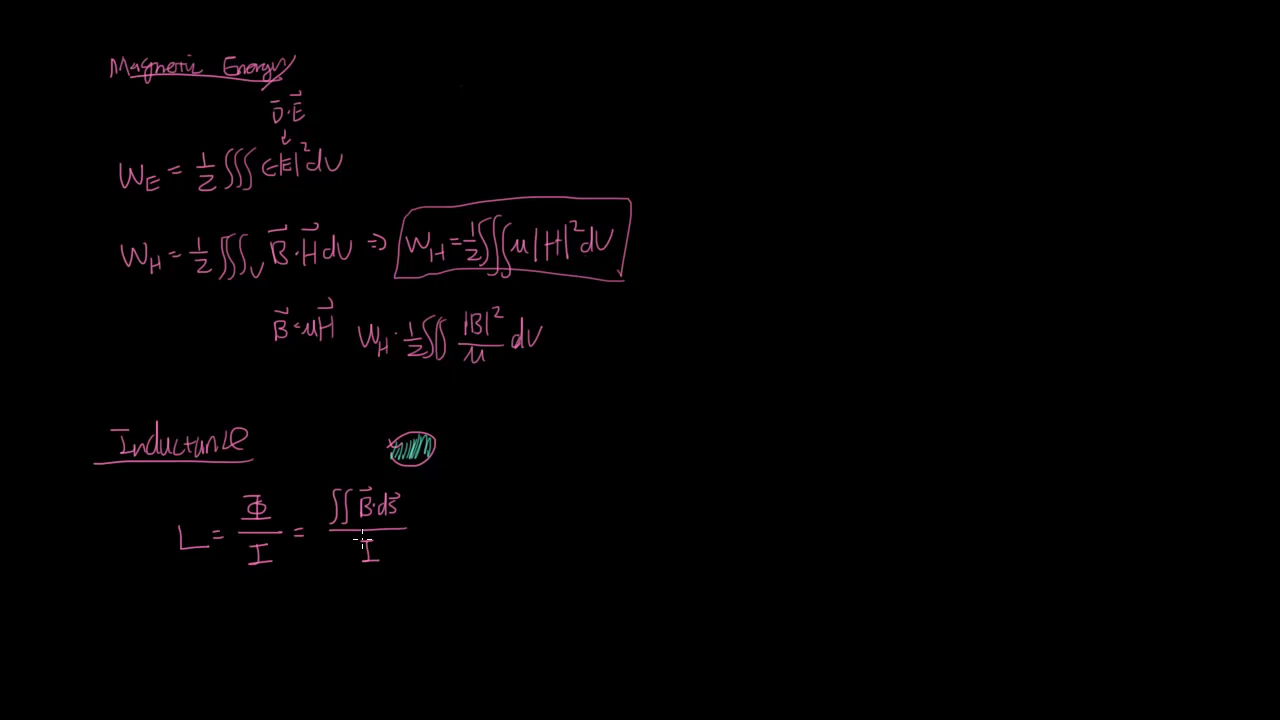 Magnetic Energy
D⃗·E⃗
↓
W_E = 1/2 ∭ ϵ|E|² dV
W_H = 1/2 ∭_V B⃗·H⃗ dV ⇒ W_H = 1/2 ∭ μ|H|² dV
B⃗ = μH⃗ W_H · 1/2 ∭ |B|²/μ dV
Inductance
L = Φ/I = ∬ B⃗·ds⃗ / I